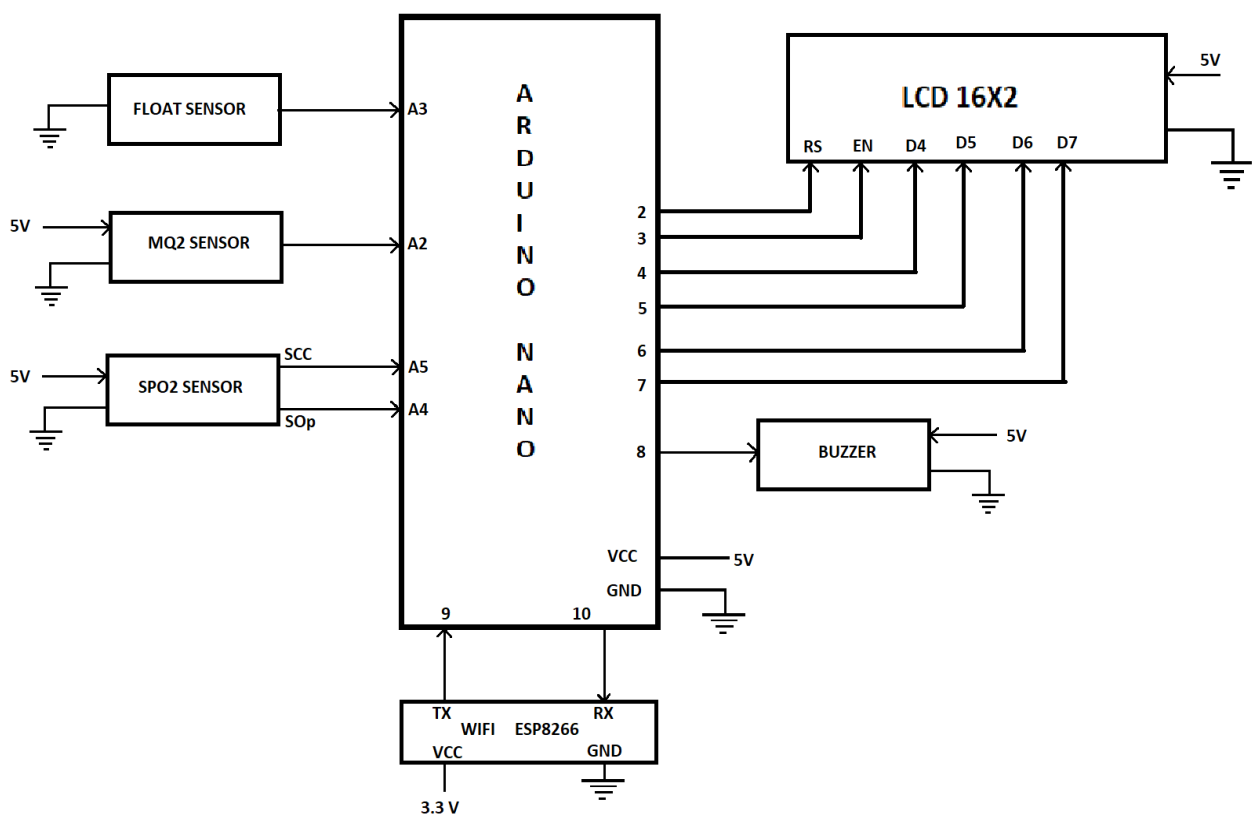 FLOAT SENSOR
A3
5V
MQ2 SENSOR
A2
5V
SPO2 SENSOR
SCC
SOp
A5
A4
ARDUINO NANO
2
3
4
5
6
7
8
VCC
5V
GND
9
10
LCD 16X2
5V
RS EN D4 D5 D6 D7
BUZZER
5V
TX RX
WIFI ESP8266
VCC GND
3.3 V